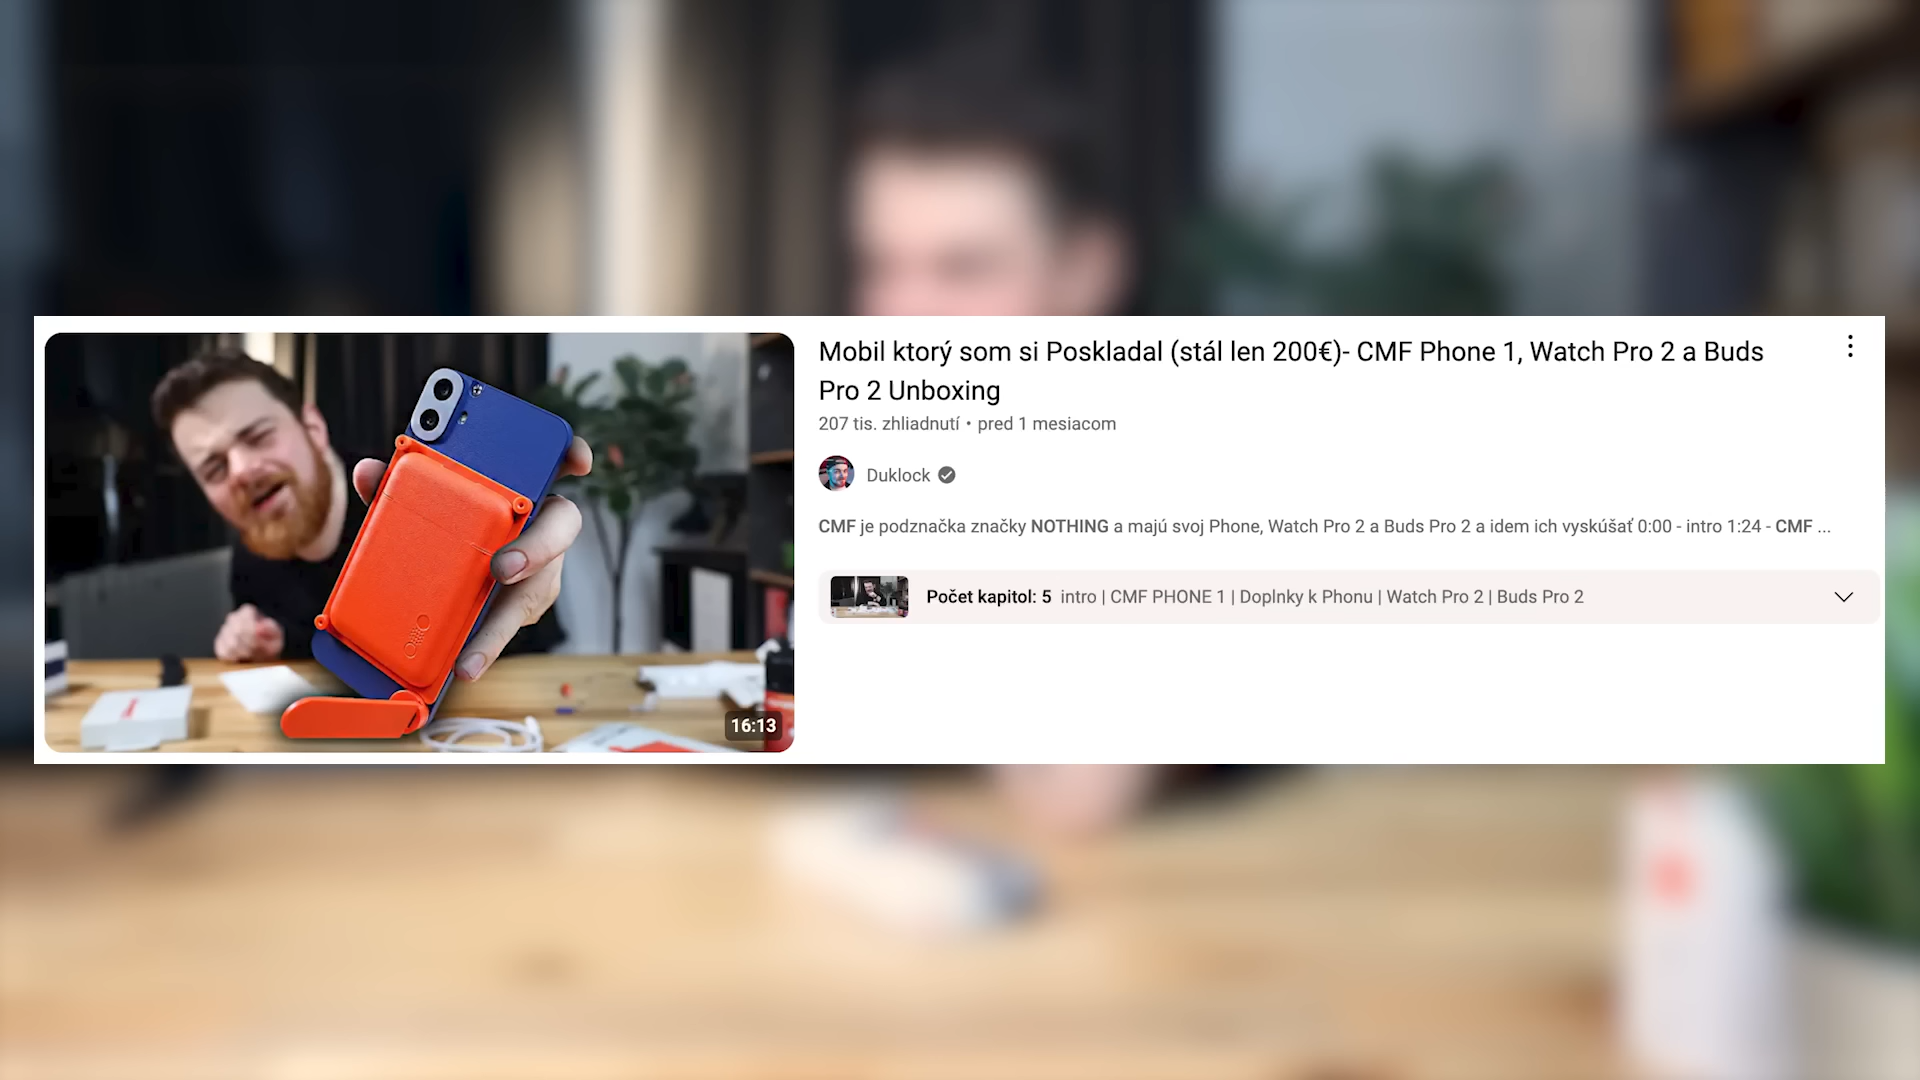 Mobil ktorý som si Poskladal (stál len 200€)- CMF Phone 1, Watch Pro 2 a Buds
Pro 2 Unboxing
207 tis. zhliadnutí • pred 1 mesiacom
Duklock
CMF je podznačka značky NOTHING a majú svoj Phone, Watch Pro 2 a Buds Pro 2 a idem ich vyskúšať 0:00 - intro 1:24 - CMF ...
Počet kapitol: 5 intro | CMF PHONE 1 | Doplnky k Phonu | Watch Pro 2 | Buds Pro 2
16:13